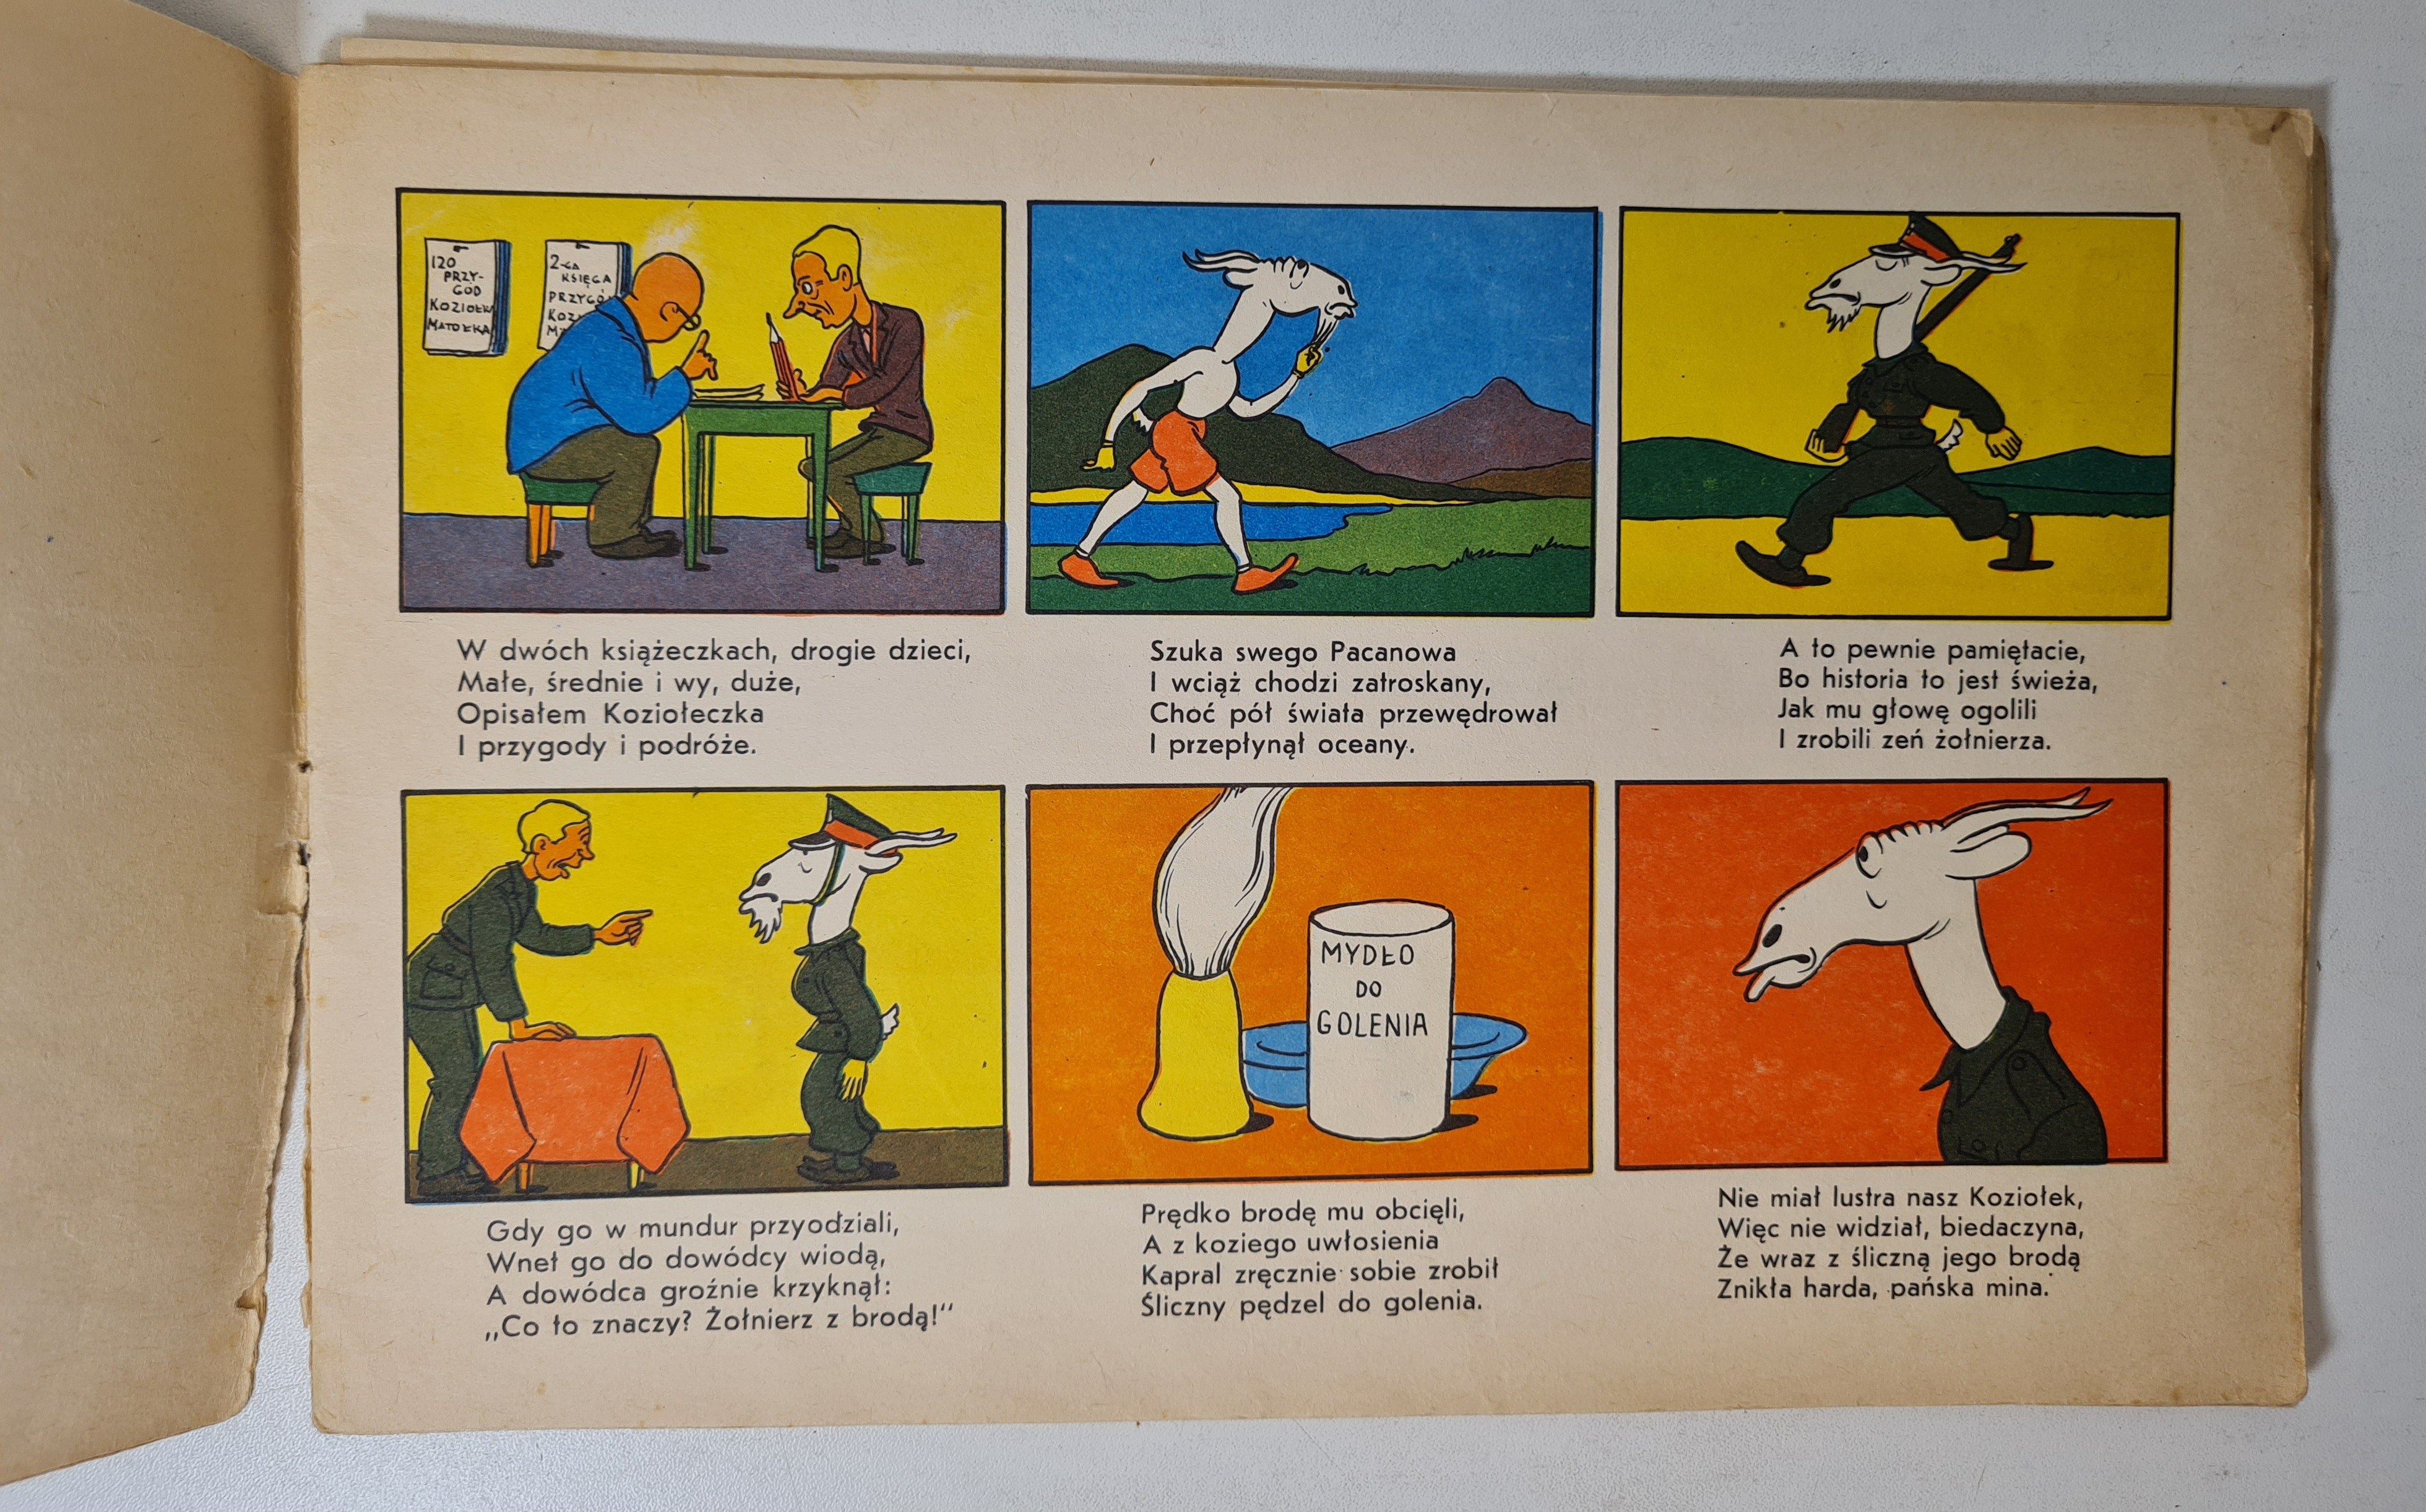 120
PRZY-
GÓD
KOZIOŁKA
MATOŁKA
2-GA
KSIĘGA
W dwóch książeczkach, drogie dzieci,
Małe, średnie i wy, duże,
Opisałem Koziołeczka
I przygody i podróże.
Szuka swego Pacanowa
I wciąż chodzi zatroskany,
Choć pół świata przewędrował
I przepłynął oceany.
A to pewnie pamiętacie,
Bo historia to jest świeża,
Jak mu głowę ogolili
I zrobili zeń żołnierza.
Gdy go w mundur przyodziali,
Wnet go do dowódcy wiodą,
A dowódca groźnie krzyknął:
„Co to znaczy? Żołnierz z brodą!“
MYDŁO
DO
GOLENIA
Prędko brodę mu obcięli,
A z koziego uwłosienia
Kapral zręcznie sobie zrobił
Śliczny pędzel do golenia.
Nie miał lustra nasz Koziołek,
Więc nie widział, biedaczyna,
Że wraz z śliczną jego brodą
Znikła harda, pańska mina.